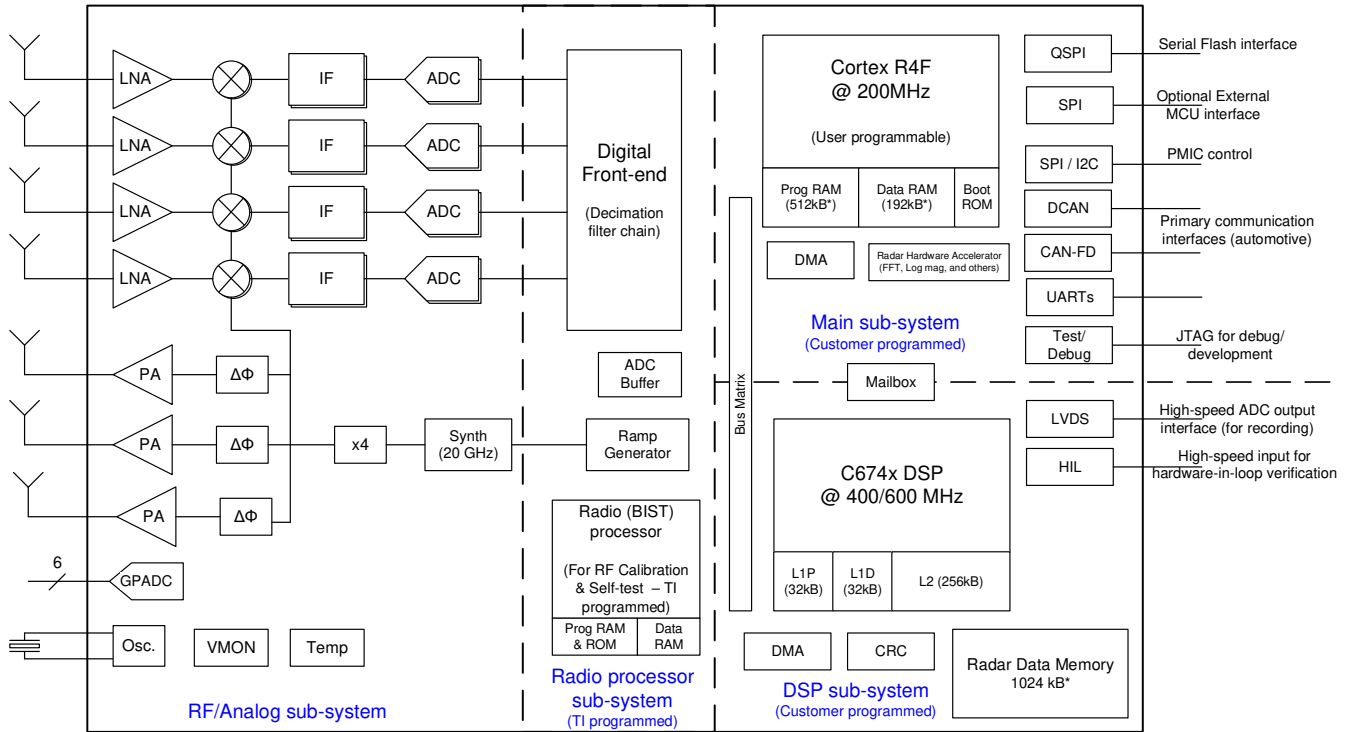 LNA
IF
ADC
LNA
IF
ADC
LNA
IF
ADC
LNA
IF
ADC
Digital
Front-end
(Decimation
filter chain)
PA
ΔΦ
PA
ΔΦ
PA
ΔΦ
x4
Synth
(20 GHz)
ADC
Buffer
Ramp
Generator
Radio (BIST)
processor
(For RF Calibration
& Self-test – TI
programmed)
Prog RAM
& ROM
Data
RAM
6
GPADC
Osc.
VMON
Temp
RF/Analog sub-system
Radio processor
sub-system
(TI programmed)
Cortex R4F
@ 200MHz
(User programmable)
Prog RAM
(512kB*)
Data RAM
(192kB*)
Boot
ROM
DMA
Radar Hardware Accelerator
(FFT, Log mag, and others)
Main sub-system
(Customer programmed)
Bus Matrix
Mailbox
C674x DSP
@ 400/600 MHz
L1P
(32kB)
L1D
(32kB)
L2 (256kB)
DMA
CRC
Radar Data Memory
1024 kB*
DSP sub-system
(Customer programmed)
QSPI
Serial Flash interface
SPI
Optional External
MCU interface
SPI / I2C
PMIC control
DCAN
Primary communication
interfaces (automotive)
CAN-FD
UARTs
Test/
Debug
JTAG for debug/
development
LVDS
High-speed ADC output
interface (for recording)
HIL
High-speed input for
hardware-in-loop verification